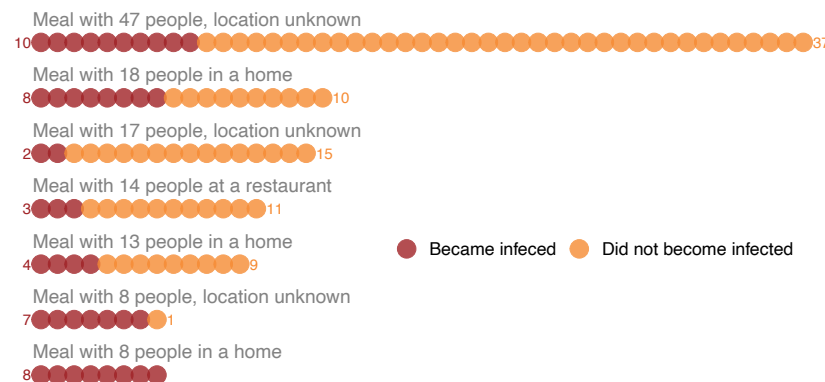 Meal with 47 people, location unknown
10 37
Meal with 18 people in a home
8 10
Meal with 17 people, location unknown
2 15
Meal with 14 people at a restaurant
3 11
Meal with 13 people in a home
4 9
Became infeced Did not become infected
Meal with 8 people, location unknown
7 1
Meal with 8 people in a home
8